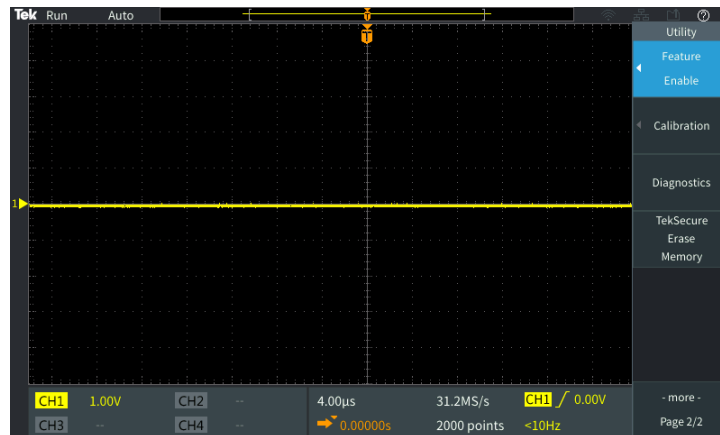 Tek Run Auto
T
T
Utility
Feature
Enable
Calibration
Diagnostics
TekSecure
Erase
Memory
1
CH1 1.00V CH2 -- 4.00µs 31.2MS/s CH1 0.00V
CH3 -- CH4 -- 0.00000s 2000 points <10Hz
- more -
Page 2/2